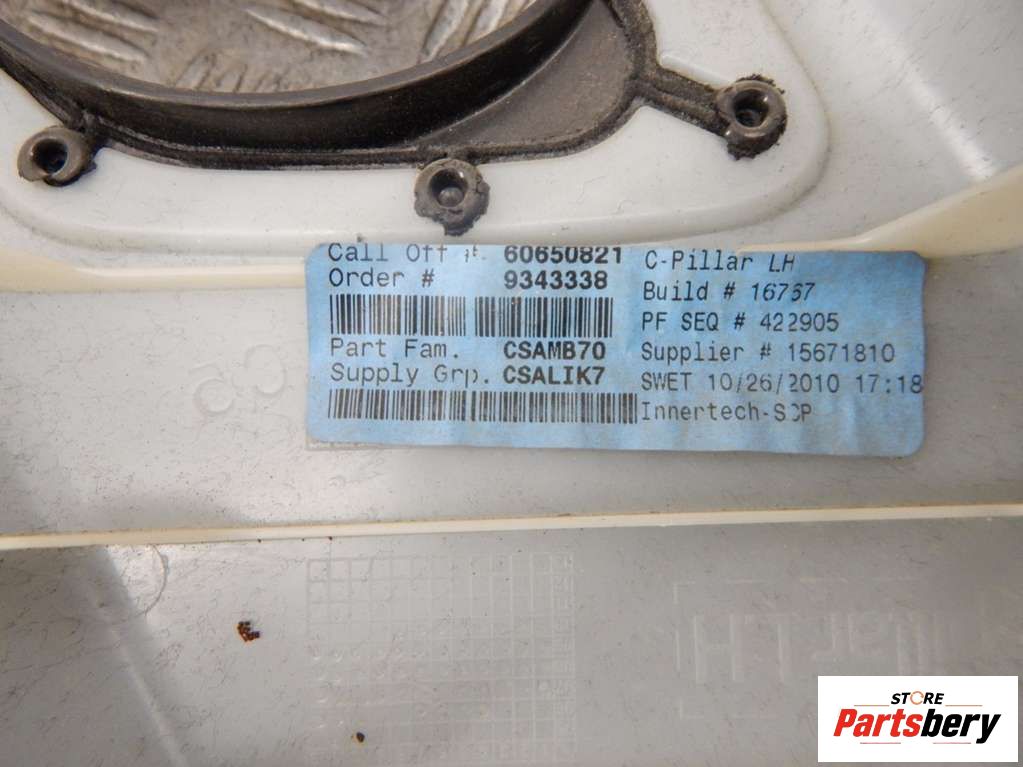 Call Off #. 60650821
Order # 9343338
Part Fam. CSAMB70
Supply Grp. CSALIK7
C-Pillar LH
Build # 16767
PF SEQ # 422905
Supplier # 15671810
SWET 10/26/2010 17:18
Innertech-SCP
C5
STORE
Partsbery